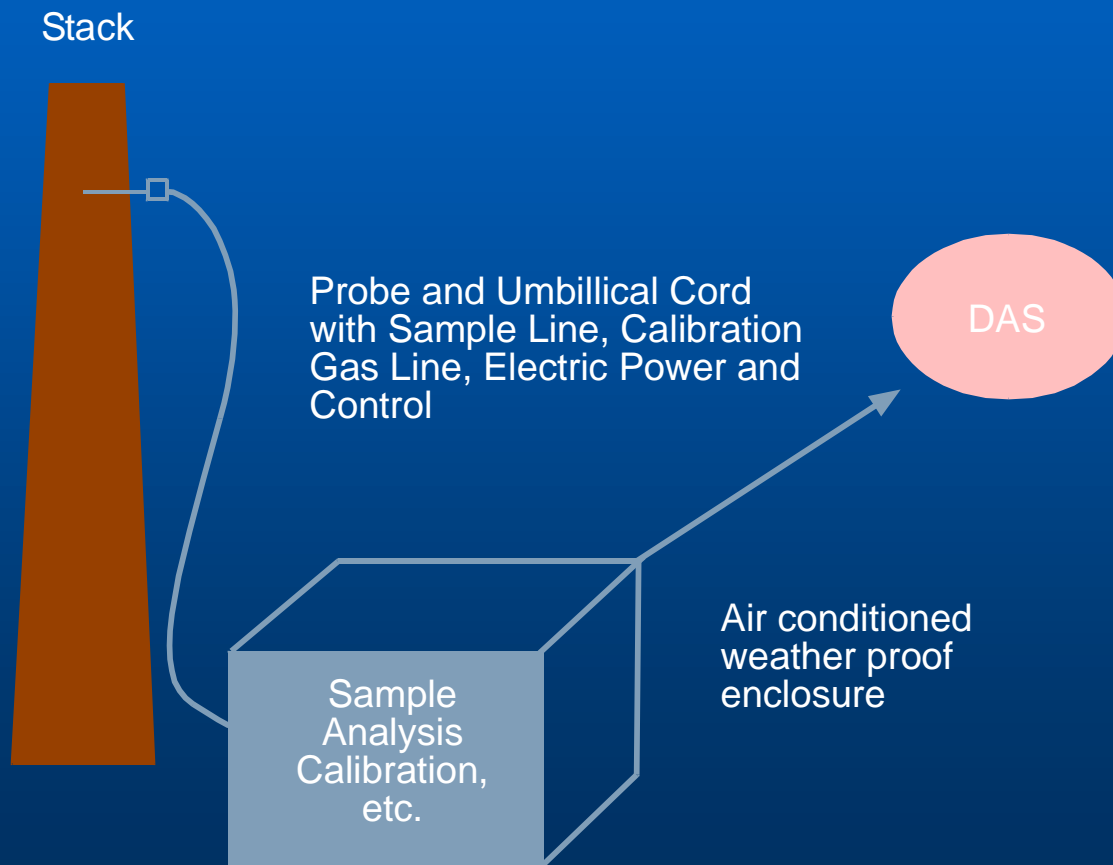 Stack
Probe and Umbillical Cord
with Sample Line, Calibration
Gas Line, Electric Power and
Control
DAS
Air conditioned
weather proof
enclosure
Sample
Analysis
Calibration,
etc.